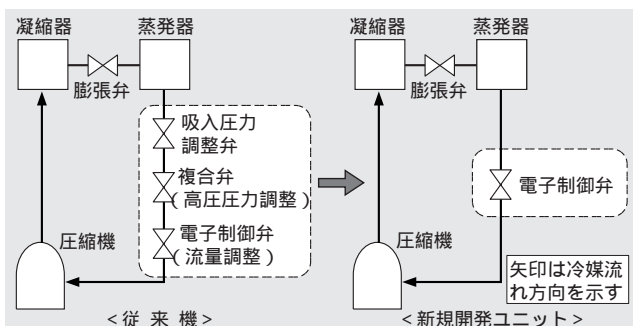 凝縮器
蒸発器
膨張弁
吸入圧力
調整弁
複合弁
(高圧圧力調整)
電子制御弁
(流量調整)
圧縮機
<従来機>
凝縮器
蒸発器
膨張弁
電子制御弁
圧縮機
矢印は冷媒流
れ方向を示す
<新規開発ユニット>